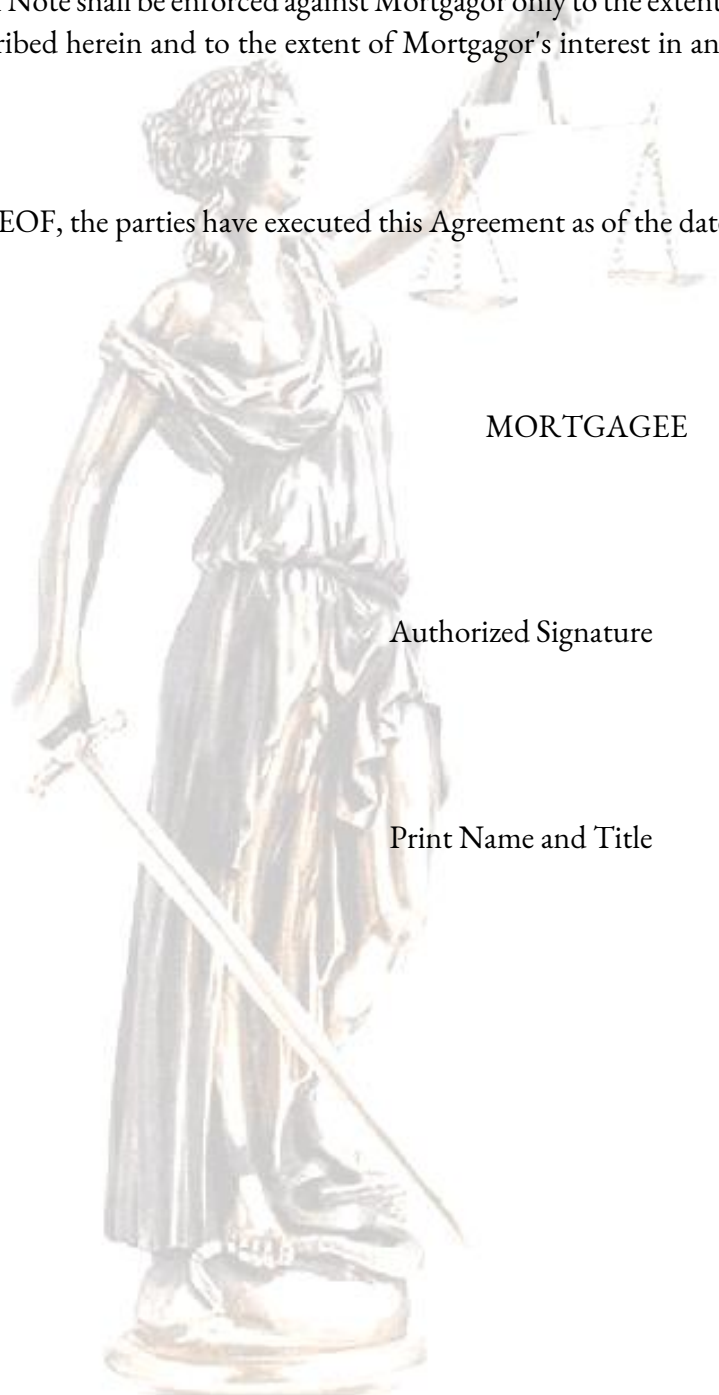 Note shall be enforced against Mortgagor only to the extent
ribed herein and to the extent of Mortgagor's interest in an
EOF, the parties have executed this Agreement as of the dat
MORTGAGEE
Authorized Signature
Print Name and Title